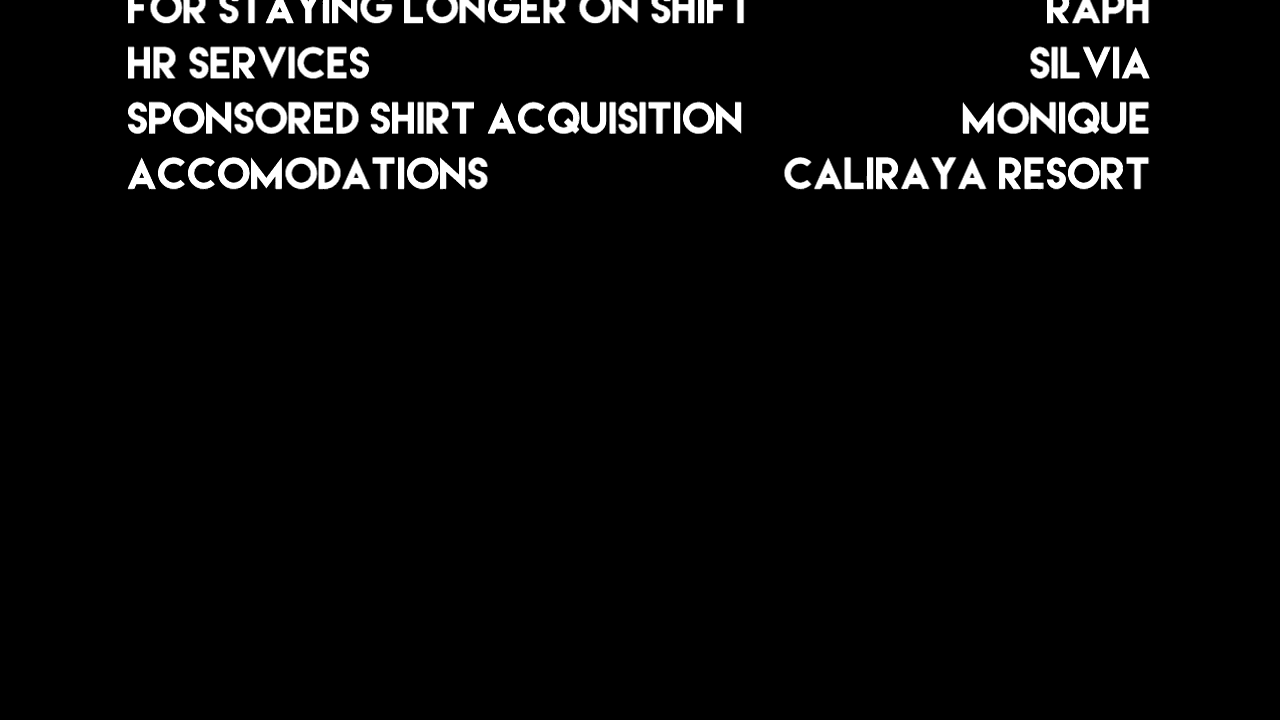 FOR STAYING LONGER ON SHIFT RAPH
HR SERVICES SILVIA
SPONSORED SHIRT ACQUISITION MONIQUE
ACCOMODATIONS CALIRAYA RESORT